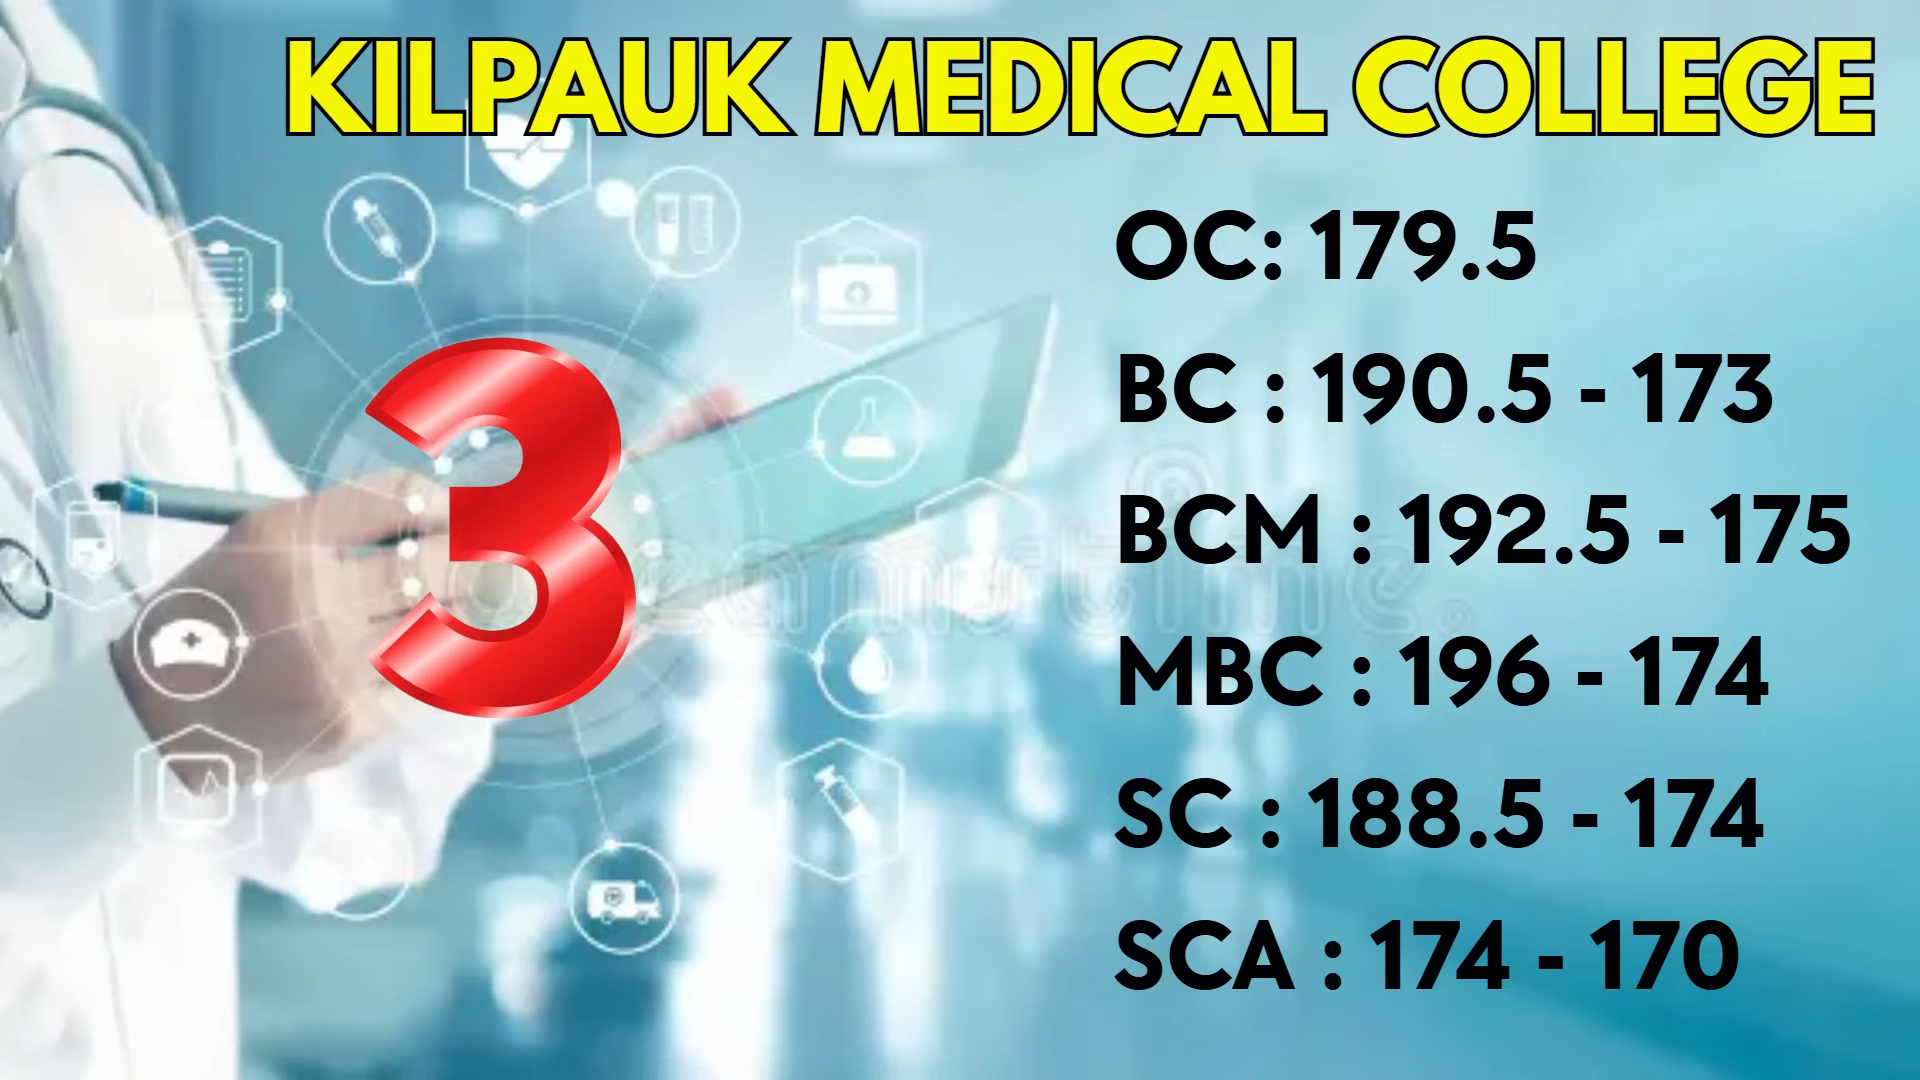 KILPAUK MEDICAL COLLEGE
3
OC: 179.5
BC : 190.5 - 173
BCM : 192.5 - 175
MBC : 196 - 174
SC : 188.5 - 174
SCA : 174 - 170